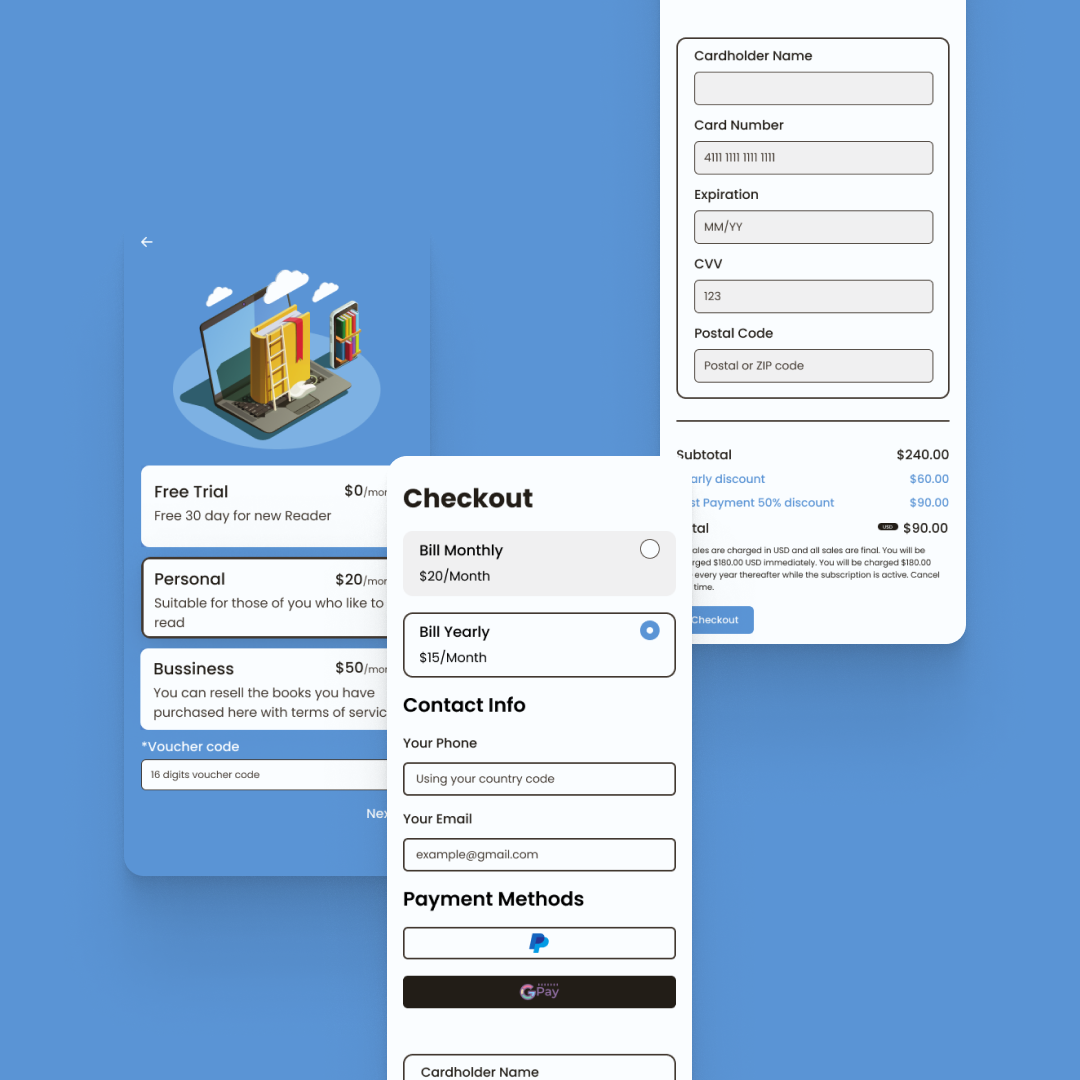 Free Trial
$0/mon
Free 30 day for new Reader
Personal
$20/mon
Suitable for those of you who like to
read
Bussiness
$50/mon
You can resell the books you have
purchased here with terms of servic
*Voucher code
16 digits voucher code
Nex
Checkout
Bill Monthly
$20/Month
Bill Yearly
$15/Month
Contact Info
Your Phone
Using your country code
Your Email
example@gmail.com
Payment Methods
G Pay
Cardholder Name
Cardholder Name
Card Number
4111 1111 1111 1111
Expiration
MM/YY
CVV
123
Postal Code
Postal or ZIP code
Subtotal
$240.00
arly discount
$60.00
st Payment 50% discount
$90.00
tal
USD
$90.00
ales are charged in USD and all sales are final. You will be
rged $180.00 USD immediately. You will be charged $180.00
every year thereafter while the subscription is active. Cancel
time.
Checkout